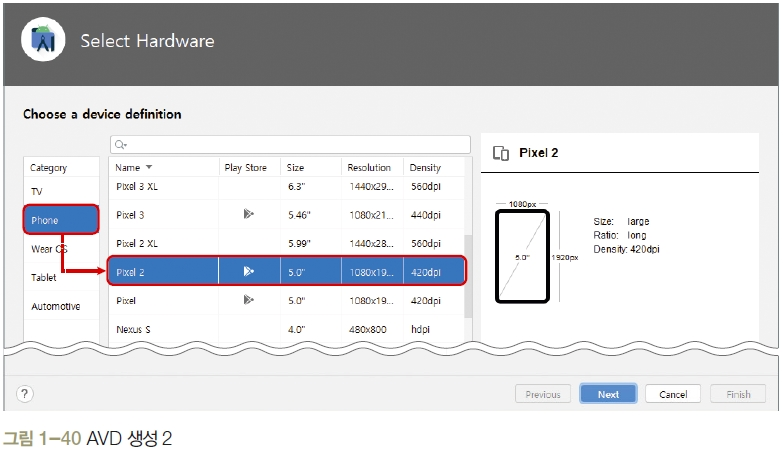 Select Hardware
Choose a device definition
Category
TV
Phone
Wear OS
Tablet
Automotive
Name Play Store Size Resolution Density
Pixel 3 XL 6.3" 1440x29... 560dpi
Pixel 3 5.46" 1080x21... 440dpi
Pixel 2 XL 5.99" 1440x28... 560dpi
Pixel 2 5.0" 1080x19... 420dpi
Pixel 5.0" 1080x19... 420dpi
Nexus S 4.0" 480x800 hdpi
Pixel 2
1080px
5.0"
1920px
Size: large
Ratio: long
Density: 420dpi
?
Previous Next Cancel Finish
그림 1-40 AVD 생성 2